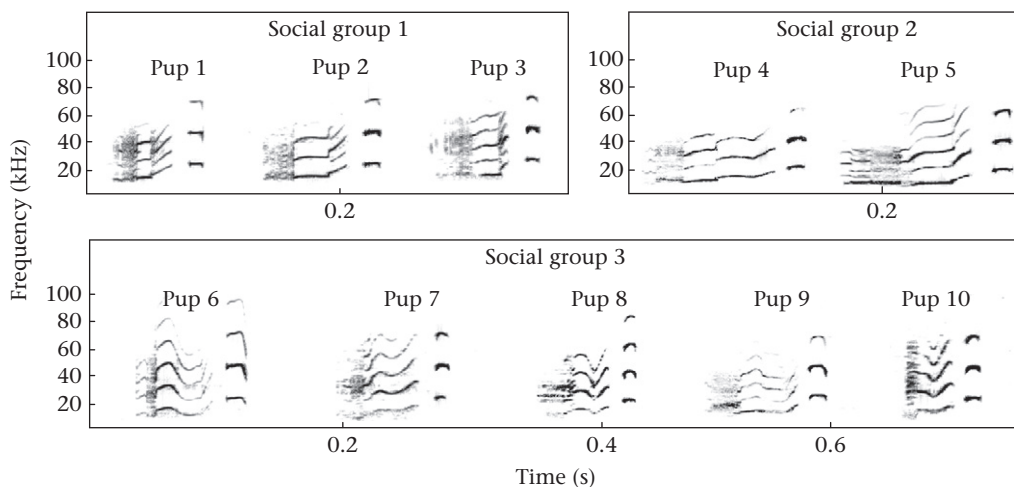 Social group 1
Pup 1 Pup 2 Pup 3
100
80
60
40
20
0.2
Social group 2
Pup 4 Pup 5
100
80
60
40
20
0.2
Social group 3
Pup 6 Pup 7 Pup 8 Pup 9 Pup 10
100
80
60
40
20
0.2 0.4 0.6
Frequency (kHz)
Time (s)